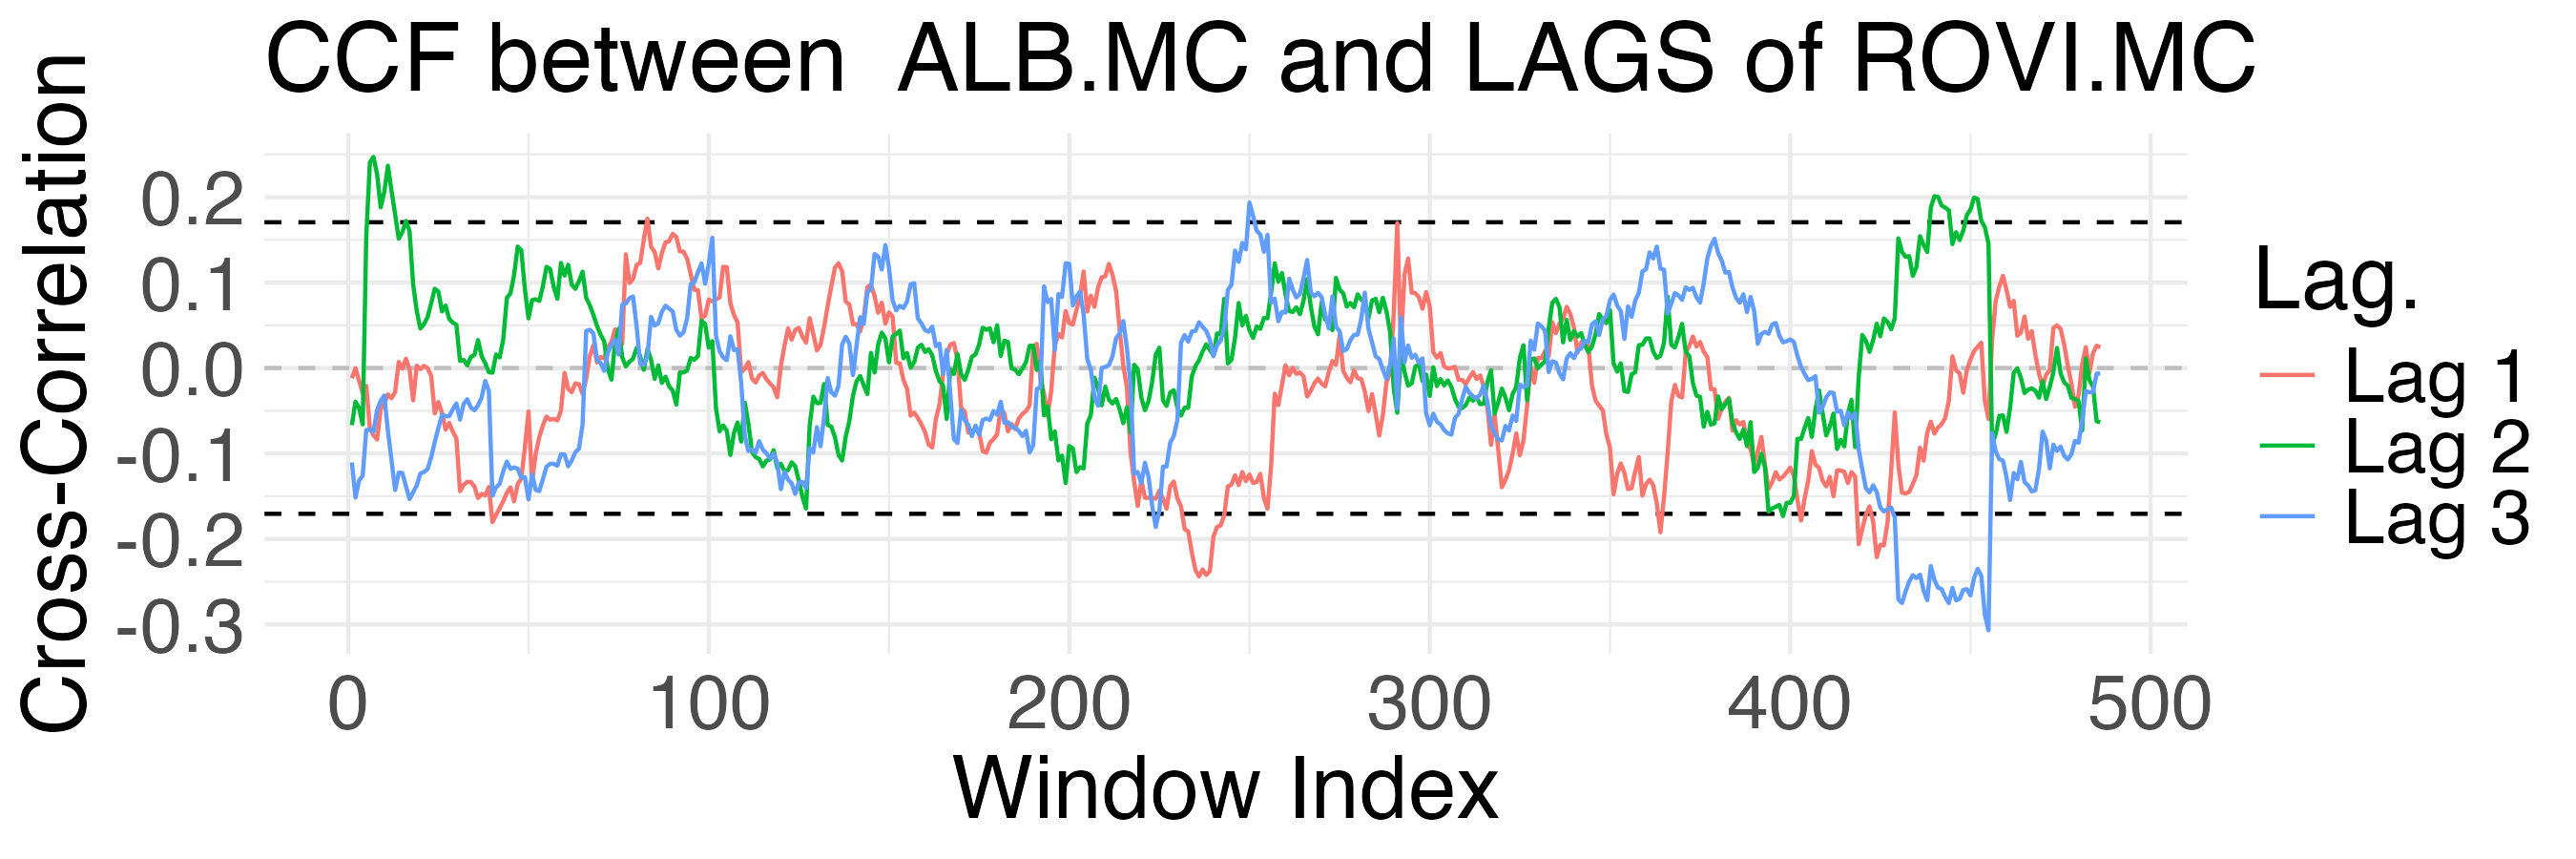 CCF between  ALB.MC and LAGS of ROVI.MC
Cross-Correlation
0.2
0.1
0.0
-0.1
-0.2
-0.3
0 100 200 300 400 500
Window Index
Lag.
Lag 1
Lag 2
Lag 3